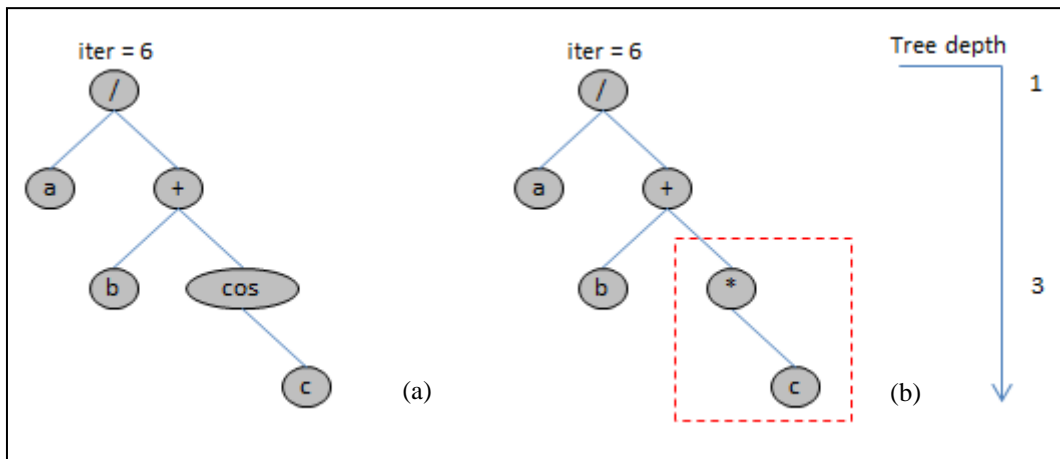 iter = 6
/
a
+
b
cos
c
(a)
iter = 6
/
a
+
b
*
c
(b)
Tree depth
1
3